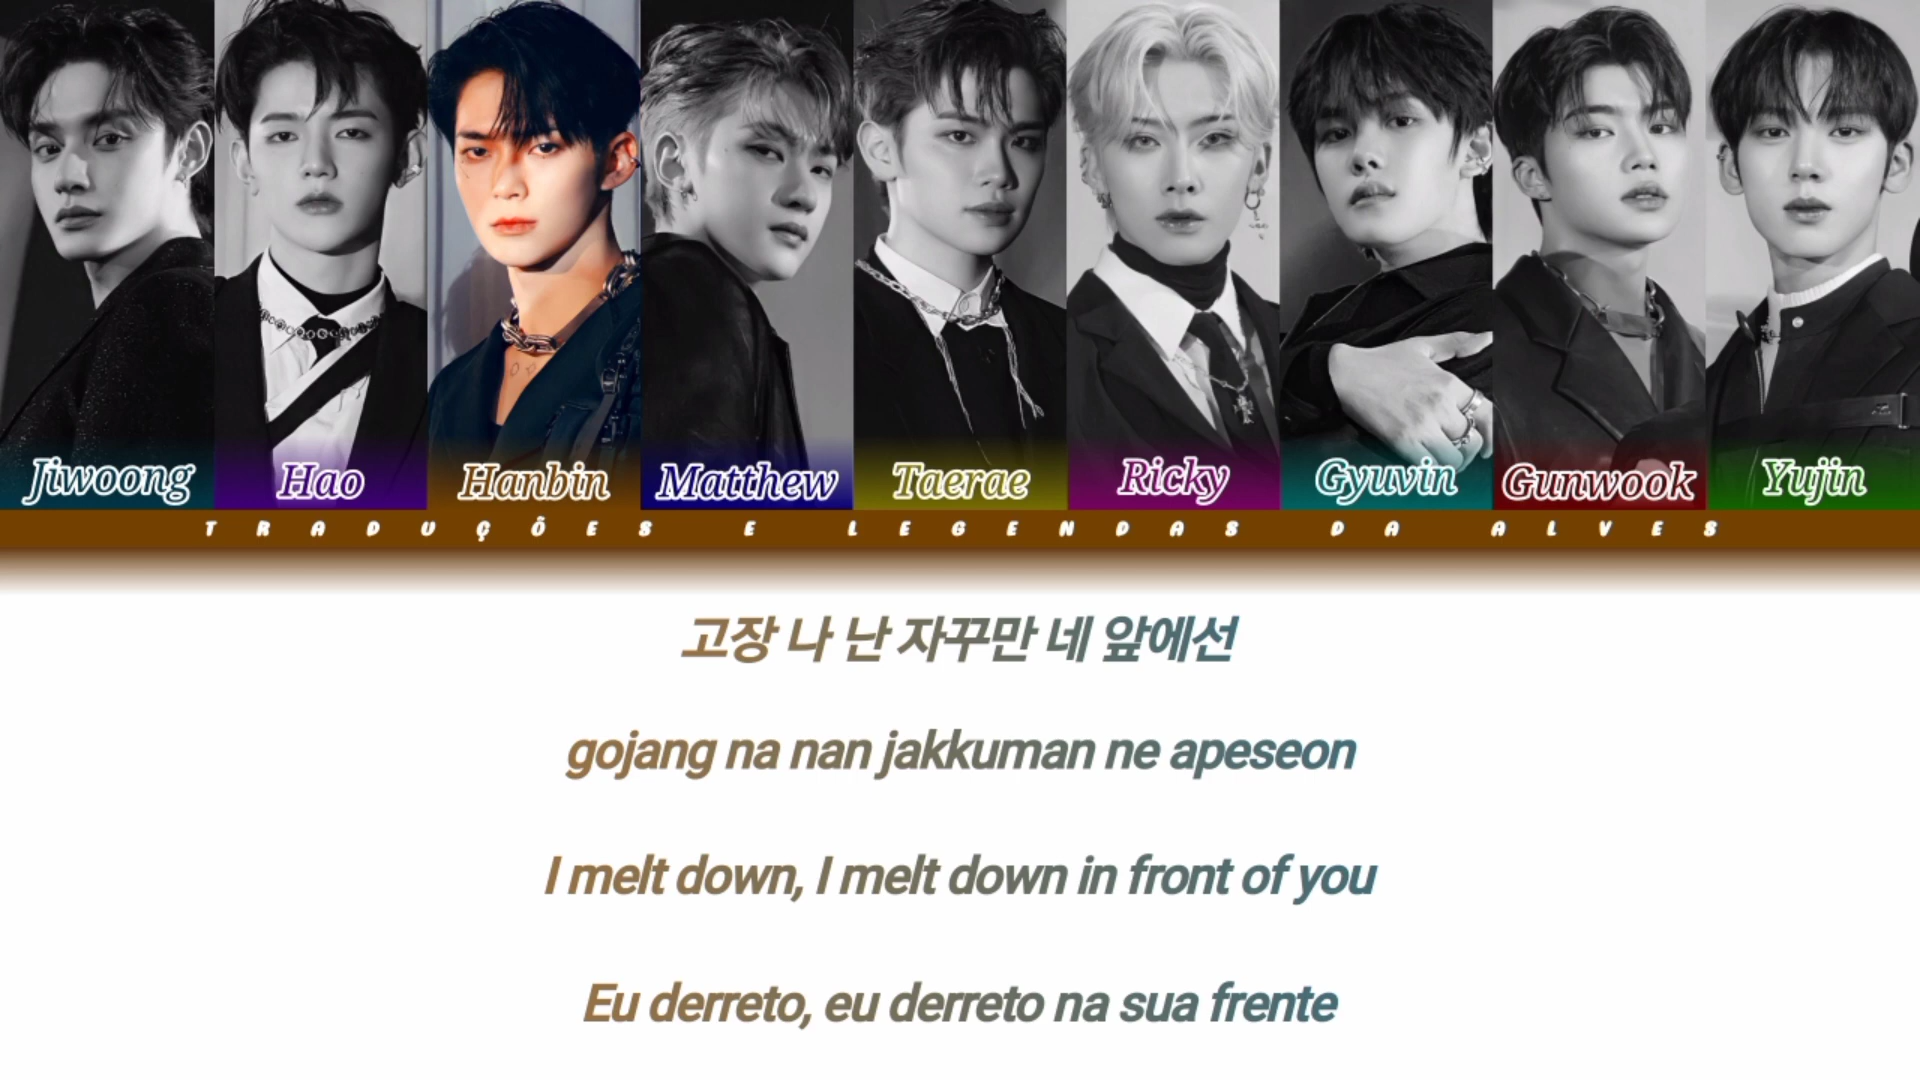 Jiwoong Hao Hanbin Matthew Taerae Ricky Gyuvin Gunwook Yujin
TRADUÇÕES E LEGENDAS DA ALVES
고장 나 난 자꾸만 네 앞에선
gojang na nan jakkuman ne apeseon
I melt down, I melt down in front of you
Eu derreto, eu derreto na sua frente